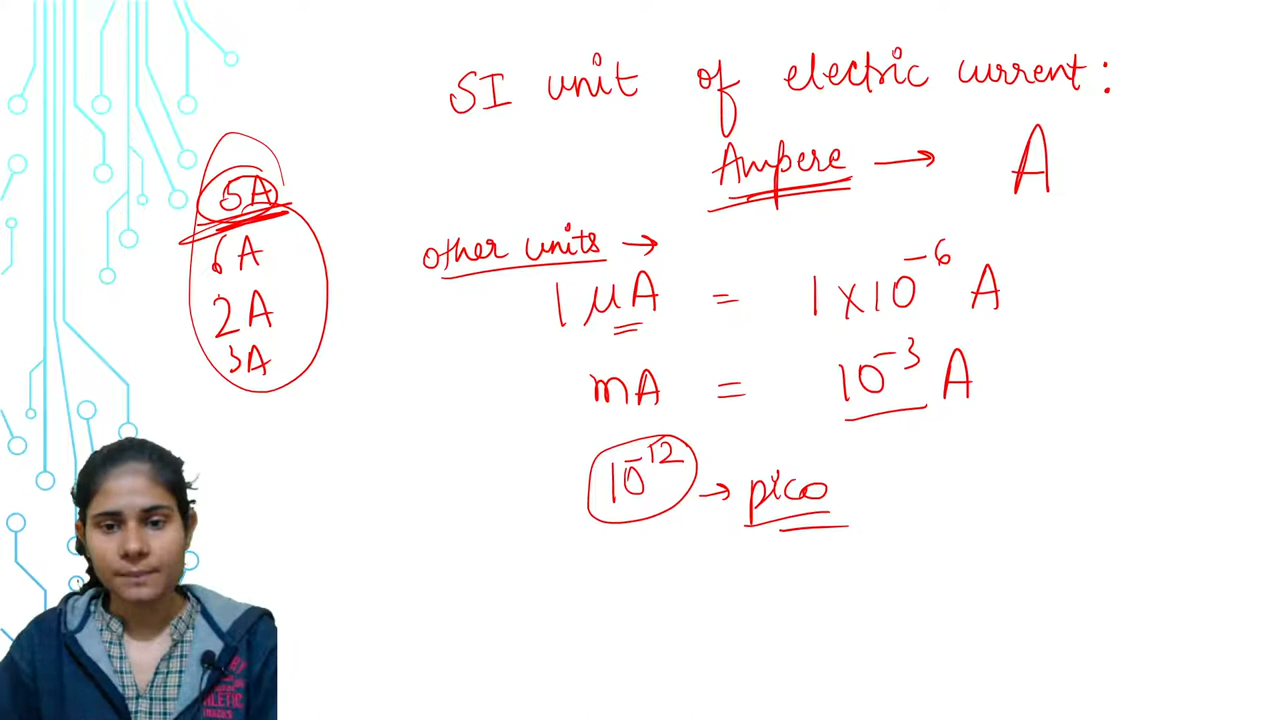 SI unit of electric current:
Ampere → A
5A
6A
2A
3A
other units →
1 μA = 1 × 10⁻⁶ A
mA = 10⁻³ A
10⁻¹² → pico
ATHLETIC